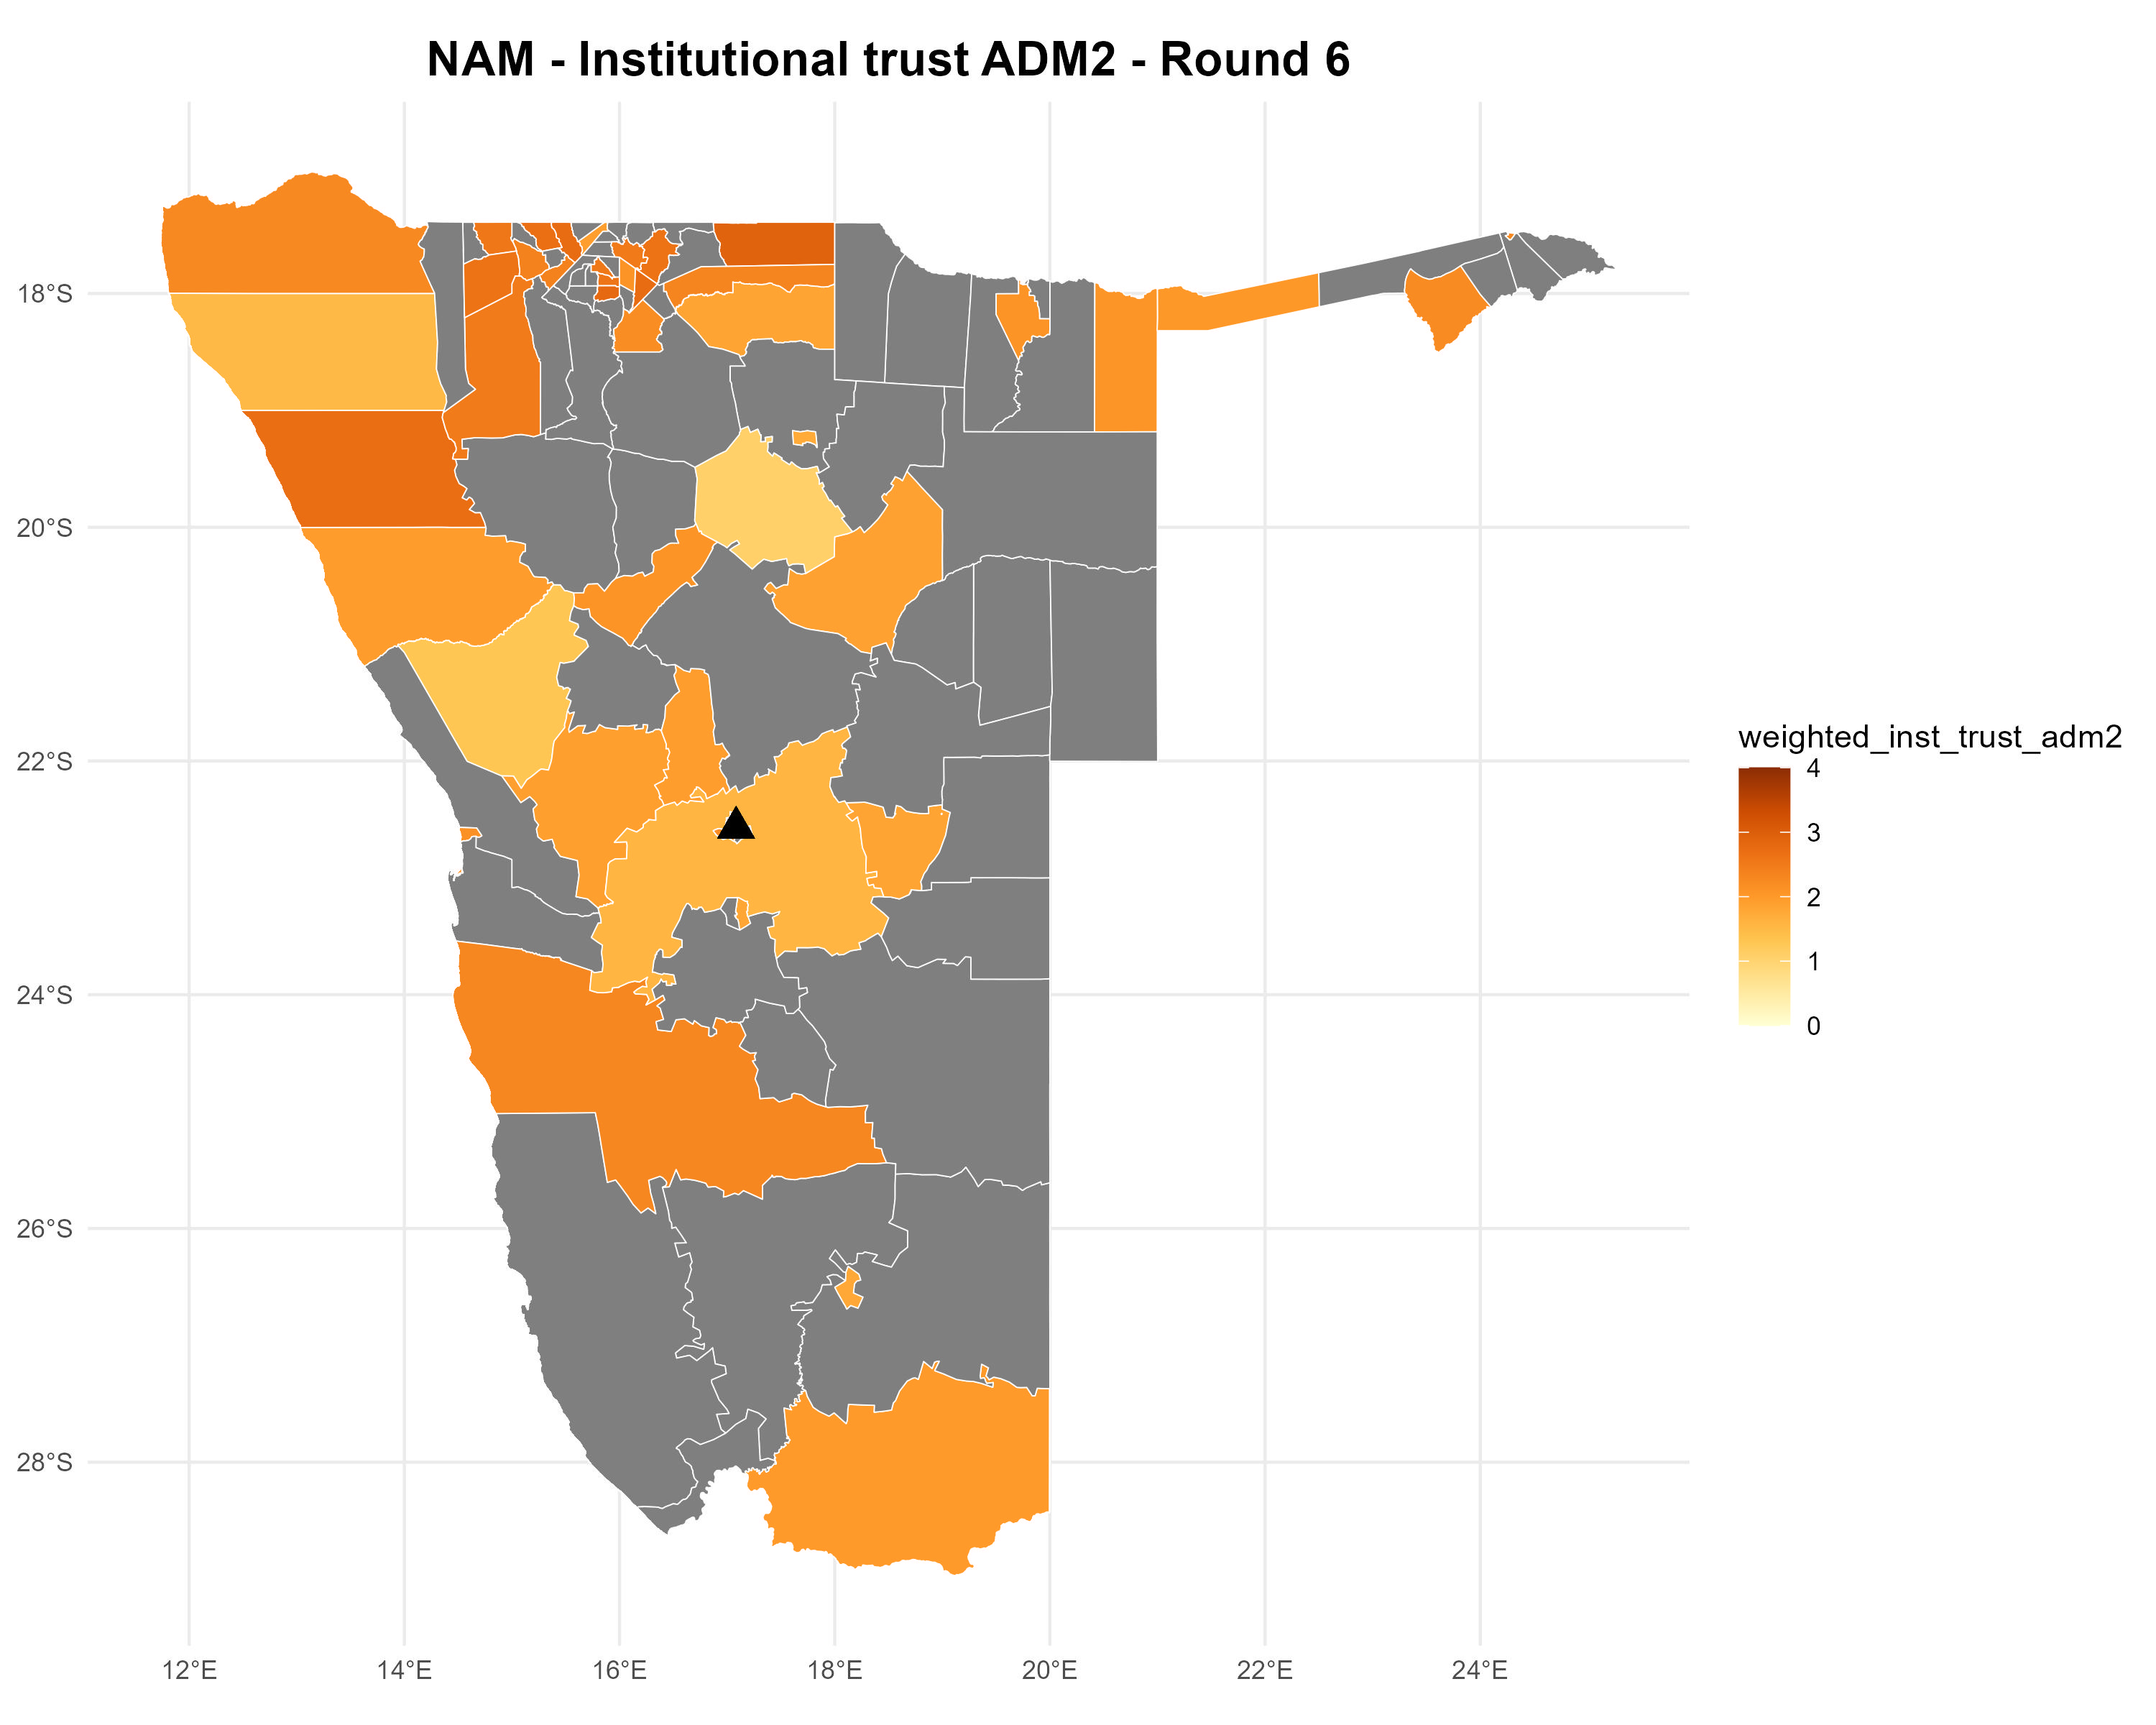 NAM - Institutional trust ADM2 - Round 6
18°S
20°S
22°S
24°S
26°S
28°S
12°E
14°E
16°E
18°E
20°E
22°E
24°E
weighted_inst_trust_adm2
4
3
2
1
0